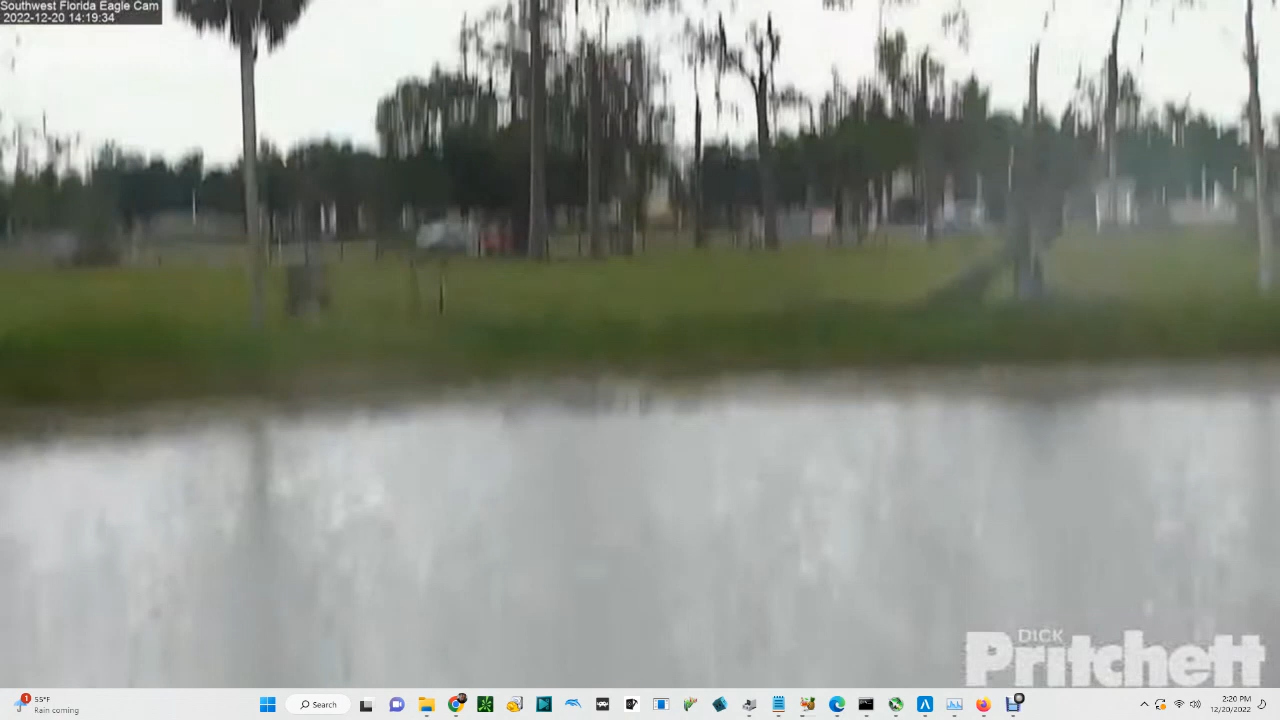 Southwest Florida Eagle Cam
2022-12-20 14:19:34
DICK
Pritchett
1
55°F
Rain coming
Search
2:20 PM
12/20/2022